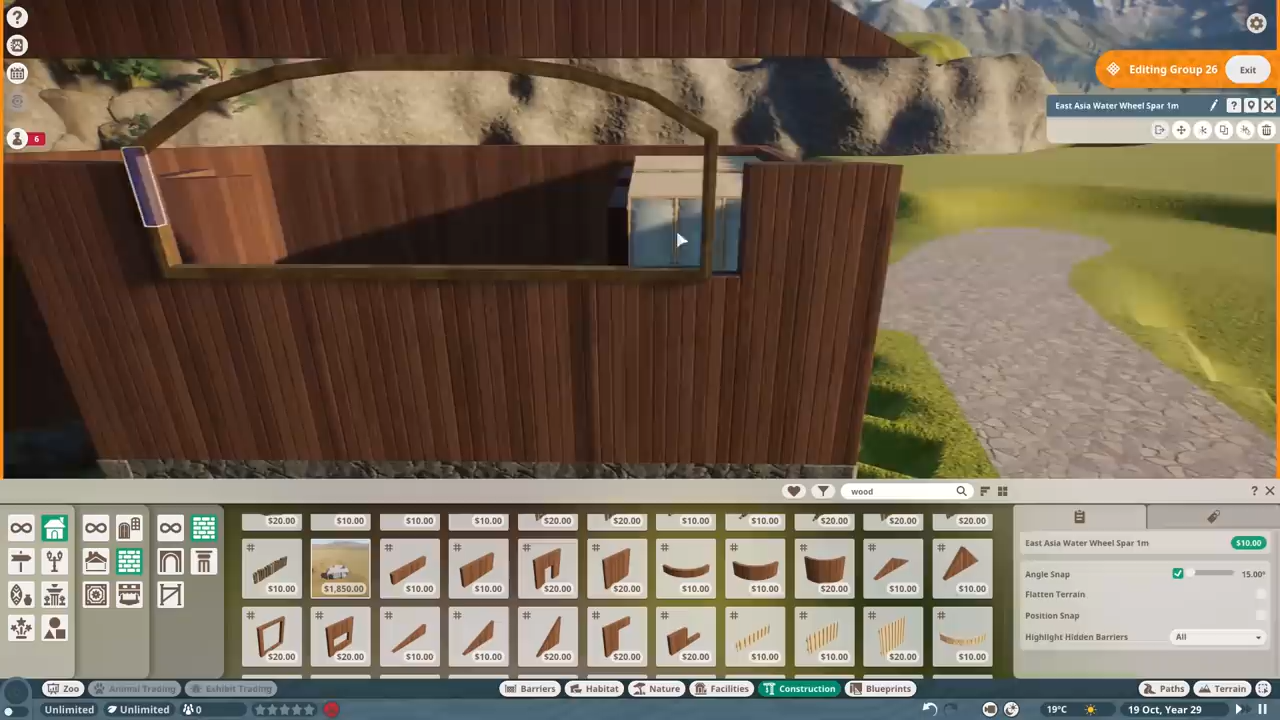 ?
Editing Group 26 Exit
East Asia Water Wheel Spar 1m ?
6
wood ?
$20.00 $10.00 $10.00 $10.00 $20.00 $20.00 $10.00 $10.00 $20.00 $20.00 $20.00
East Asia Water Wheel Spar 1m $10.00
Angle Snap 15.00°
$10.00 $1,850.00 $10.00 $10.00 $20.00 $20.00 $10.00 $10.00 $20.00 $10.00 $10.00
Flatten Terrain
Position Snap
Highlight Hidden Barriers All
$20.00 $20.00 $10.00 $10.00 $20.00 $20.00 $20.00 $10.00 $10.00 $20.00 $10.00
Zoo Animal Trading Exhibit Trading Barriers Habitat Nature Facilities Construction Blueprints Paths Terrain
Unlimited Unlimited 0 19°C 19 Oct, Year 29